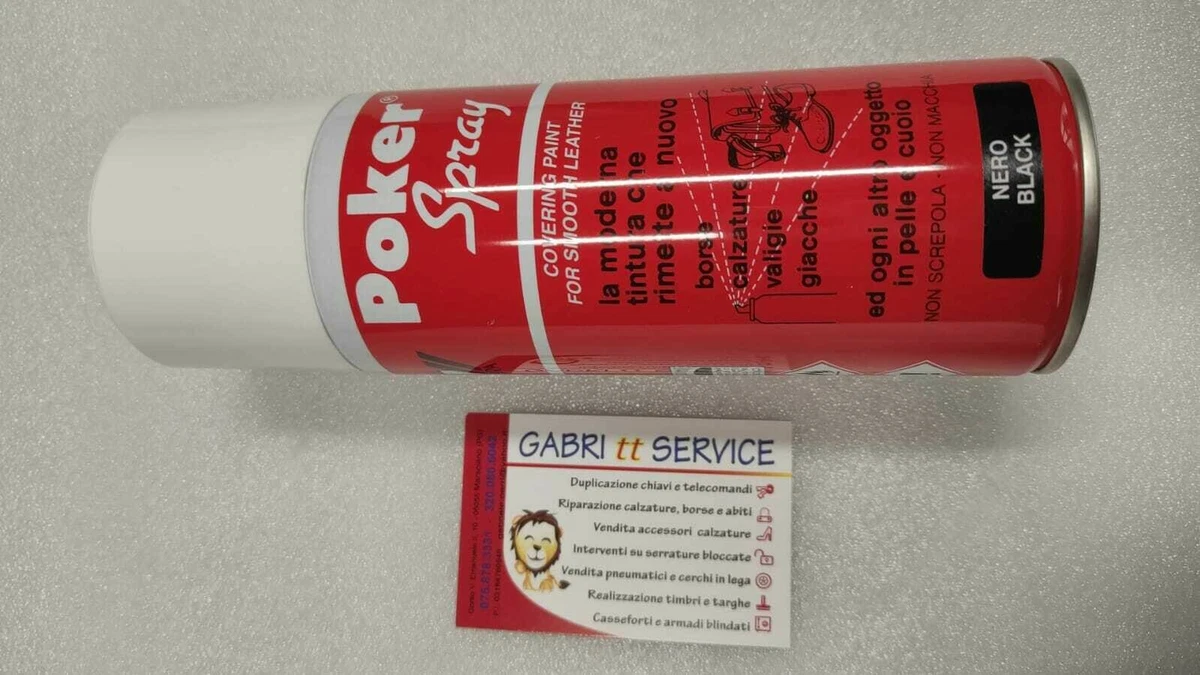 Poker®
Spray
COVERING PAINT
FOR SMOOTH LEATHER
la moderna
tintura che
rimette a nuovo
borse
calzature
valigie
giacche
ed ogni altro oggetto
in pelle e cuoio
NON SCREPOLA - NON MACCHIA
NERO
BLACK
GABRI tt SERVICE
Duplicazione chiavi e telecomandi
Riparazione calzature, borse e abiti
Vendita accessori calzature
Interventi su serrature bloccate
Vendita pneumatici e cerchi in lega
Realizzazione timbri e targhe
Casseforti e armadi blindati